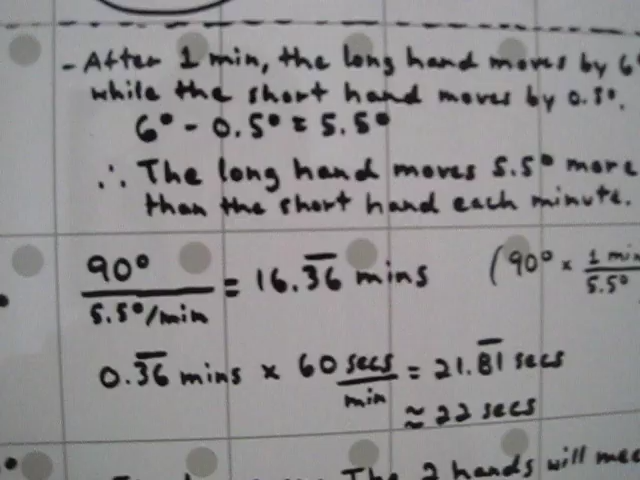 - After 1 min, the long hand moves by 6°
while the short hand moves by 0.5°.
6° - 0.5° = 5.5°
∴ The long hand moves 5.5° more
than the short hand each minute.
90° / 5.5°/min = 16.3̅6̅ mins (90° × 1 min / 5.5°
0.3̅6̅ mins × 60 secs/min = 21.8̅1̅ secs
≈ 22 secs
The 2 hands will mee